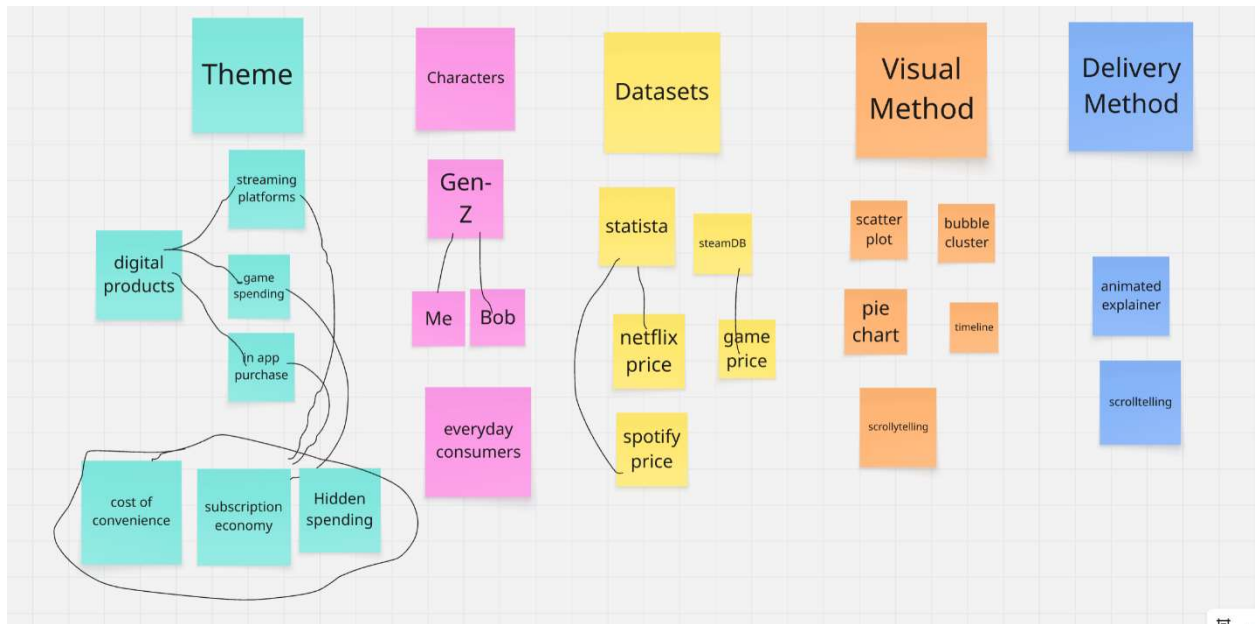 Theme
Characters
Datasets
Visual
Method
Delivery
Method
streaming
platforms
digital
products
game
spending
in app
purchase
cost of
convenience
subscription
economy
Hidden
spending
Gen-
Z
Me
Bob
everyday
consumers
statista
steamDB
netflix
price
game
price
spotify
price
scatter
plot
bubble
cluster
pie
chart
timeline
scrollytelling
animated
explainer
scrolltelling